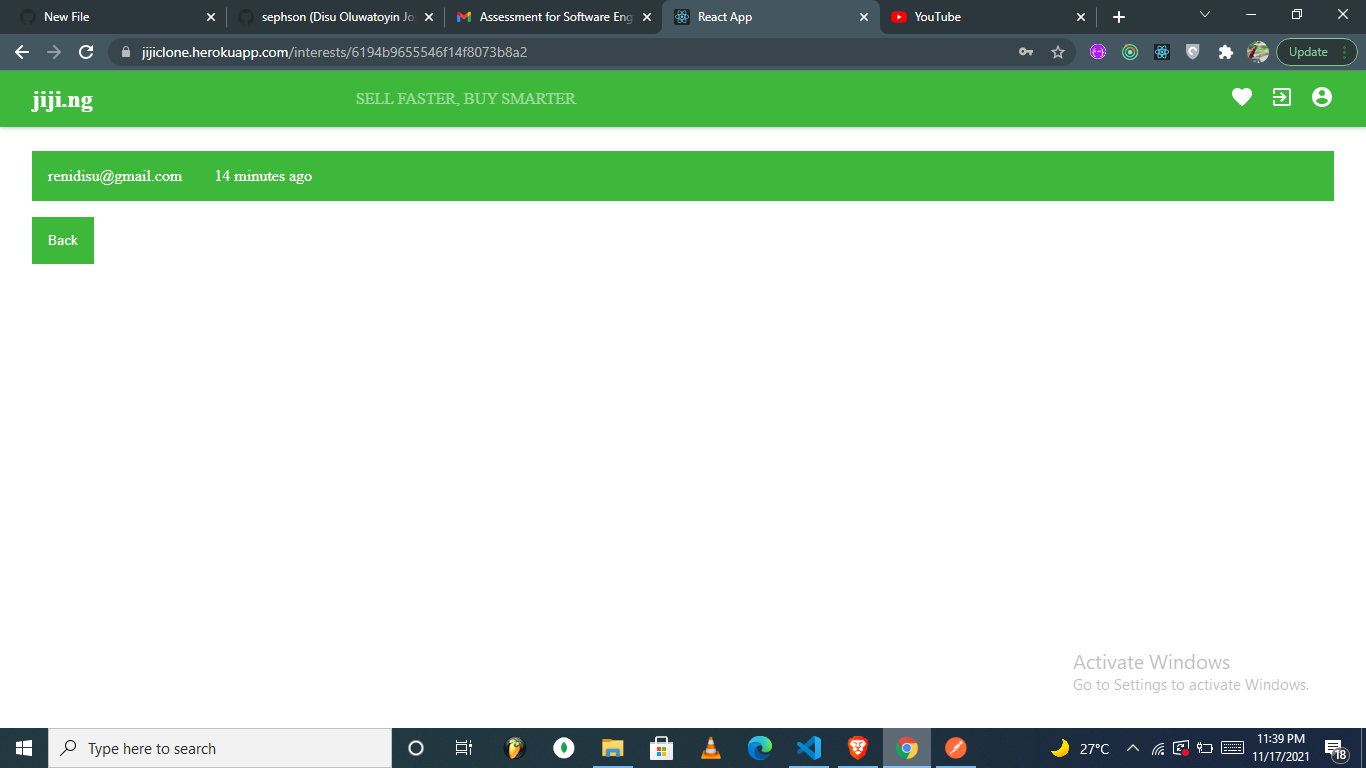 New File
sephson (Disu Oluwatoyin Jo
Assessment for Software Eng
React App
YouTube
jijiclone.herokuapp.com/interests/6194b9655546f14f8073b8a2
Update
jiji.ng
SELL FASTER, BUY SMARTER
renidisu@gmail.com 14 minutes ago
Back
Activate Windows
Go to Settings to activate Windows.
Type here to search
27°C
11:39 PM
11/17/2021
18